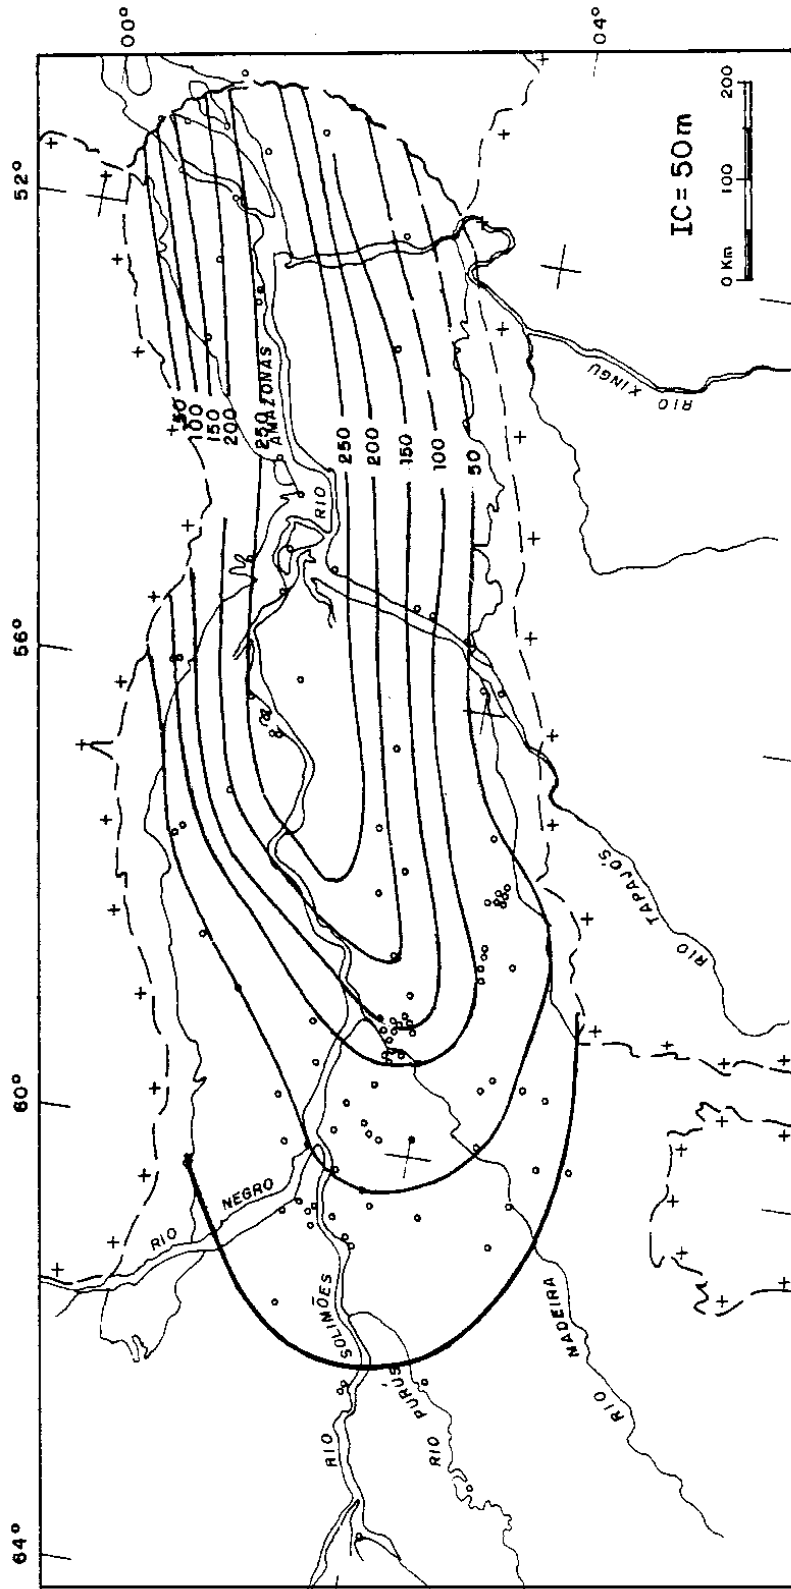 00°
04°
52°
56°
60°
64°
IC=50m
0 Km 100 200
50
100
150
200
250
RIO AMAZONAS
250
200
150
100
50
RIO XINGU
RIO TAPAJÓS
RIO NEGRO
RIO SOLIMÕES
RIO PURÚS
RIO MADEIRA